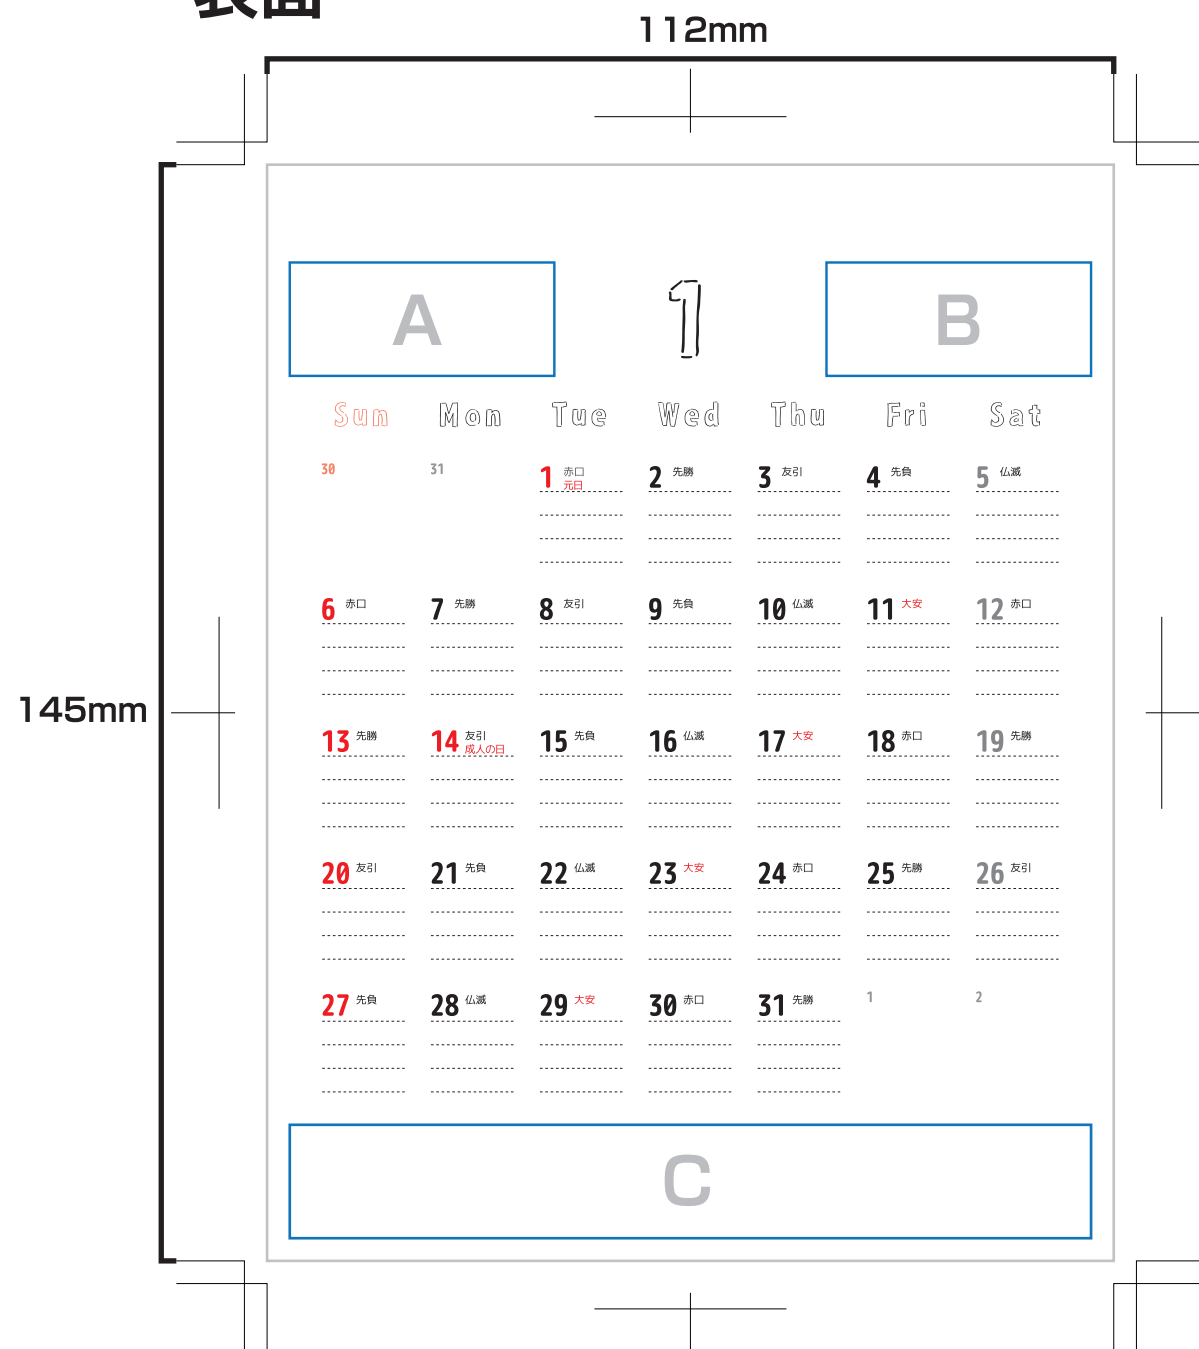 表面
112mm
145mm
A 1 B
Sun Mon Tue Wed Thu Fri Sat
30 31 1 赤口 2 先勝 3 友引 4 先負 5 仏滅
元日
6 赤口 7 先勝 8 友引 9 先負 10 仏滅 11 大安 12 赤口
13 先勝 14 友引 15 先負 16 仏滅 17 大安 18 赤口 19 先勝
成人の日
20 友引 21 先負 22 仏滅 23 大安 24 赤口 25 先勝 26 友引
27 先負 28 仏滅 29 大安 30 赤口 31 先勝 1 2
C